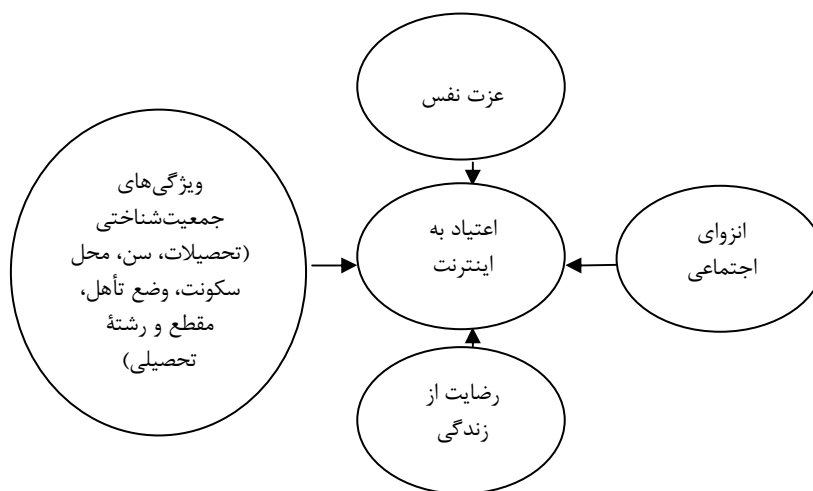 عزت نفس
ویژگی‌های
جمعیت‌شناختی
(تحصیلات، سن، محل
سکونت، وضع تأهل،
مقطع و رشتۀ
تحصیلی)
اعتیاد به
اینترنت
انزوای
اجتماعی
رضایت از
زندگی